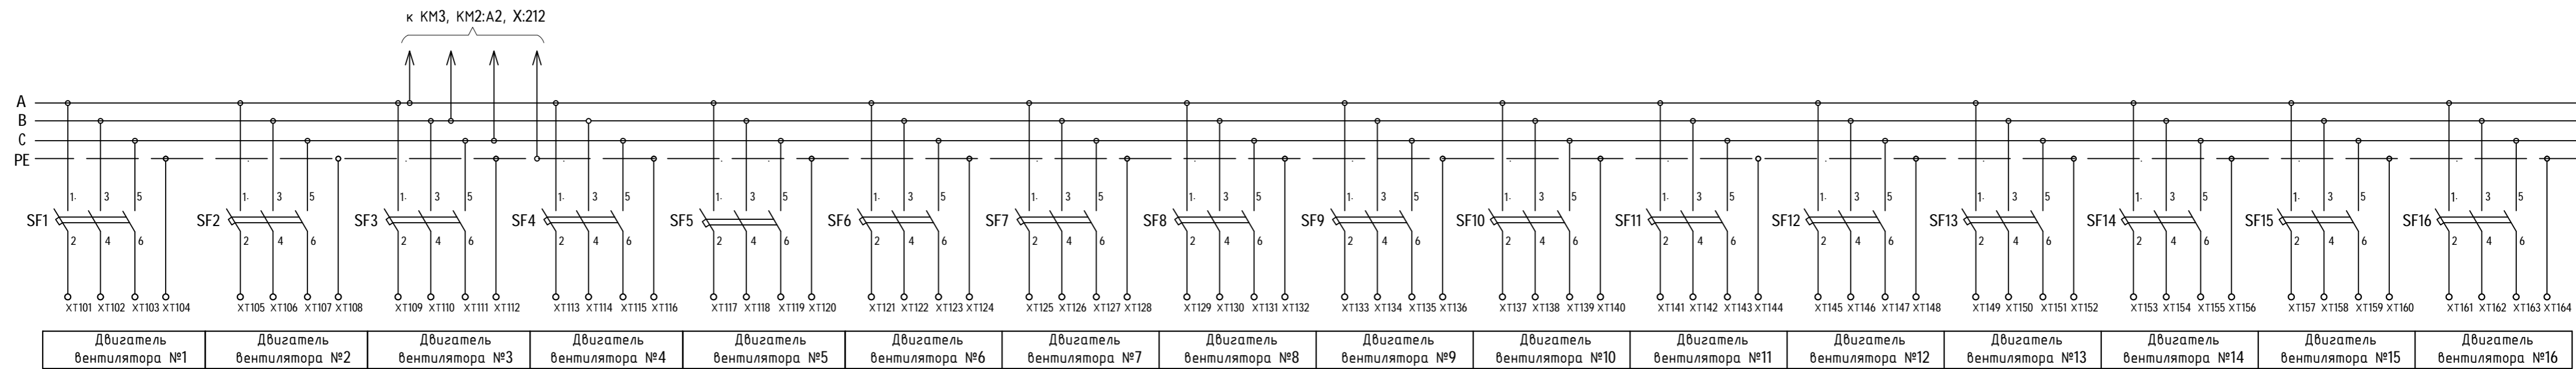 к КМ3, КМ2:А2, Х:212
A
B
C
PE
1. 3 5 1. 3 5 1. 3 5 1. 3 5 1. 3 5 1. 3 5 1. 3 5 1. 3 5 1. 3 5 1. 3 5 1. 3 5 1. 3 5 1. 3 5 1. 3 5 1. 3 5 1. 3 5
SF1 SF2 SF3 SF4 SF5 SF6 SF7 SF8 SF9 SF10 SF11 SF12 SF13 SF14 SF15 SF16
2 4 6 2 4 6 2 4 6 2 4 6 2 4 6 2 4 6 2 4 6 2 4 6 2 4 6 2 4 6 2 4 6 2 4 6 2 4 6 2 4 6 2 4 6 2 4 6
XT101 XT102 XT103 XT104 XT105 XT106 XT107 XT108 XT109 XT110 XT111 XT112 XT113 XT114 XT115 XT116 XT117 XT118 XT119 XT120 XT121 XT122 XT123 XT124 XT125 XT126 XT127 XT128 XT129 XT130 XT131 XT132 XT133 XT134 XT135 XT136 XT137 XT138 XT139 XT140 XT141 XT142 XT143 XT144 XT145 XT146 XT147 XT148 XT149 XT150 XT151 XT152 XT153 XT154 XT155 XT156 XT157 XT158 XT159 XT160 XT161 XT162 XT163 XT164
Двигатель
вентилятора №1
Двигатель
вентилятора №2
Двигатель
вентилятора №3
Двигатель
вентилятора №4
Двигатель
вентилятора №5
Двигатель
вентилятора №6
Двигатель
вентилятора №7
Двигатель
вентилятора №8
Двигатель
вентилятора №9
Двигатель
вентилятора №10
Двигатель
вентилятора №11
Двигатель
вентилятора №12
Двигатель
вентилятора №13
Двигатель
вентилятора №14
Двигатель
вентилятора №15
Двигатель
вентилятора №16